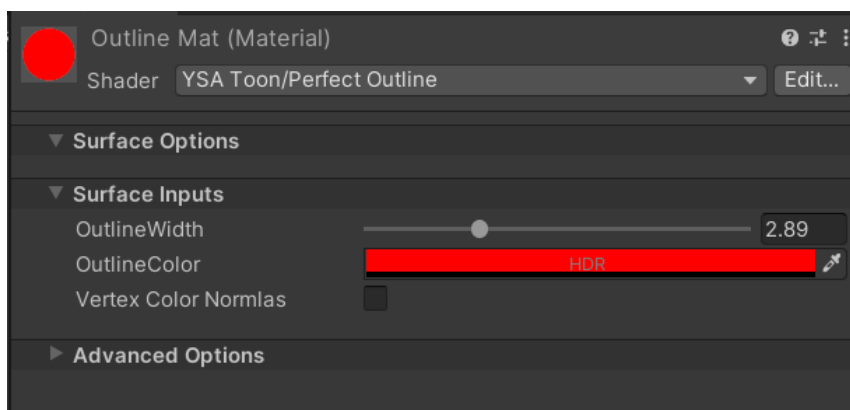 Outline Mat (Material)
Shader YSA Toon/Perfect Outline Edit...
Surface Options
Surface Inputs
OutlineWidth 2.89
OutlineColor HDR
Vertex Color Normlas
Advanced Options